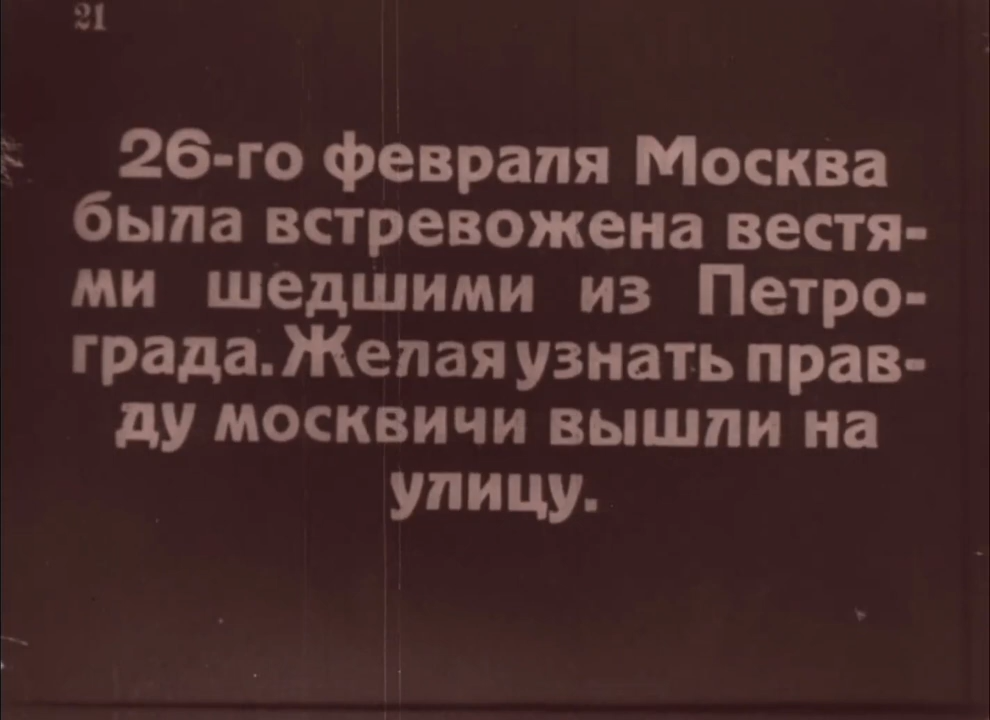 21
26-го февраля Москва
была встревожена вестя-
ми шедшими из Петро-
града. Желая узнать прав-
ду москвичи вышли на
улицу.